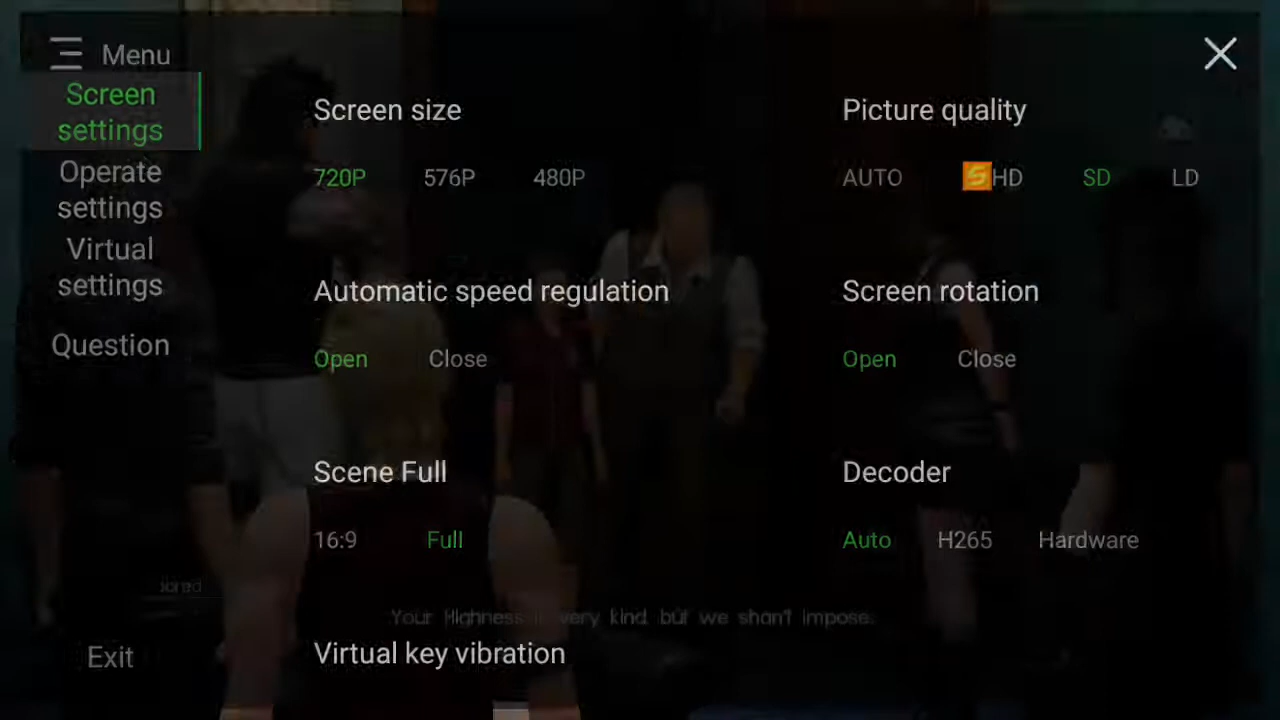 Menu
Screen
settings
Operate
settings
Virtual
settings
Question
Exit
Screen size
720P 576P 480P
Picture quality
AUTO SHD SD LD
Automatic speed regulation
Open Close
Screen rotation
Open Close
Scene Full
16:9 Full
Decoder
Auto H265 Hardware
Your Highness is very kind but we shan't impose.
Virtual key vibration